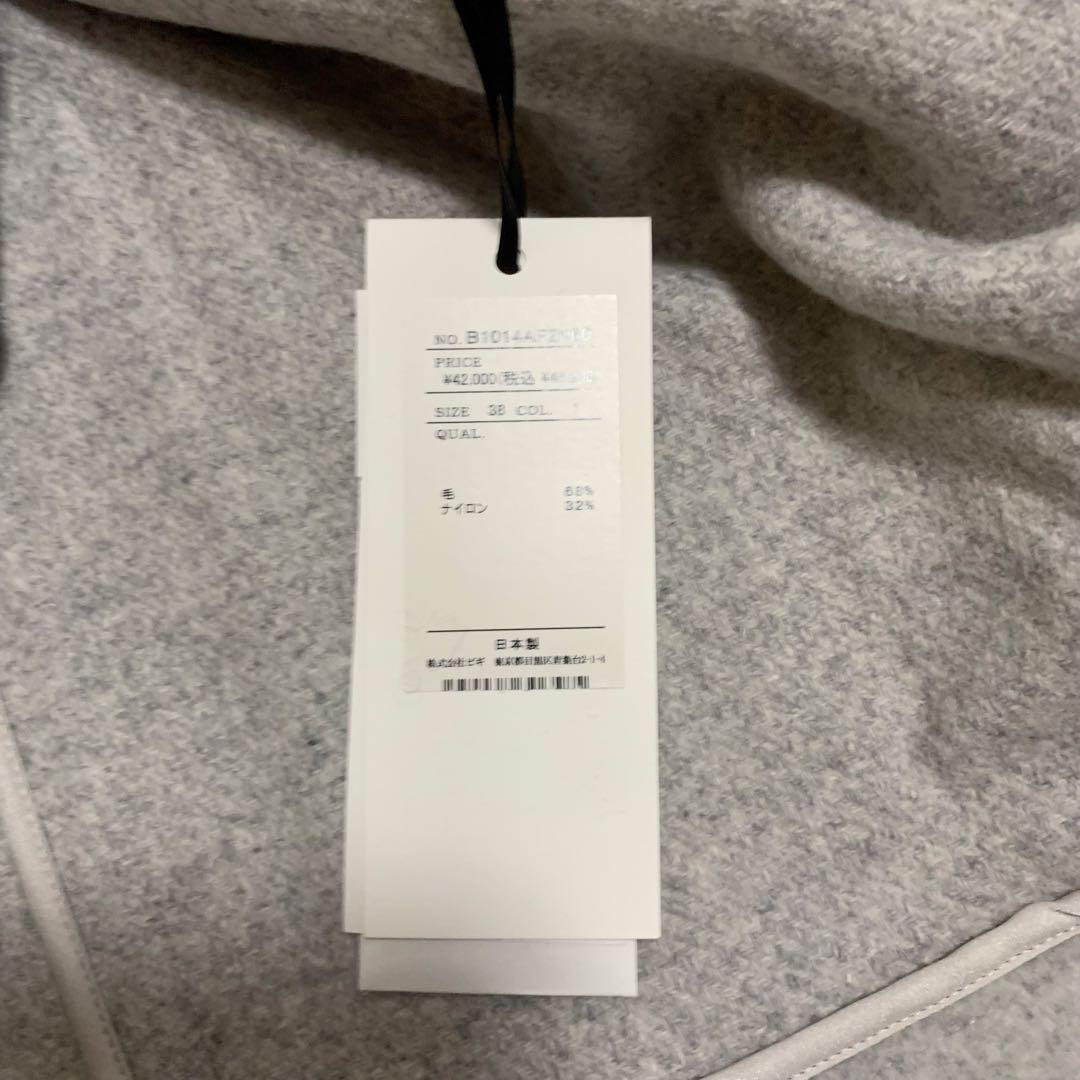 NO.
PRICE
¥42,000(税込
SIZE 38 COL. 1
QUAL.
毛 68%
ナイロン 32%
日本製
株式会社ビギ 東京都目黒区青葉台2-1-4